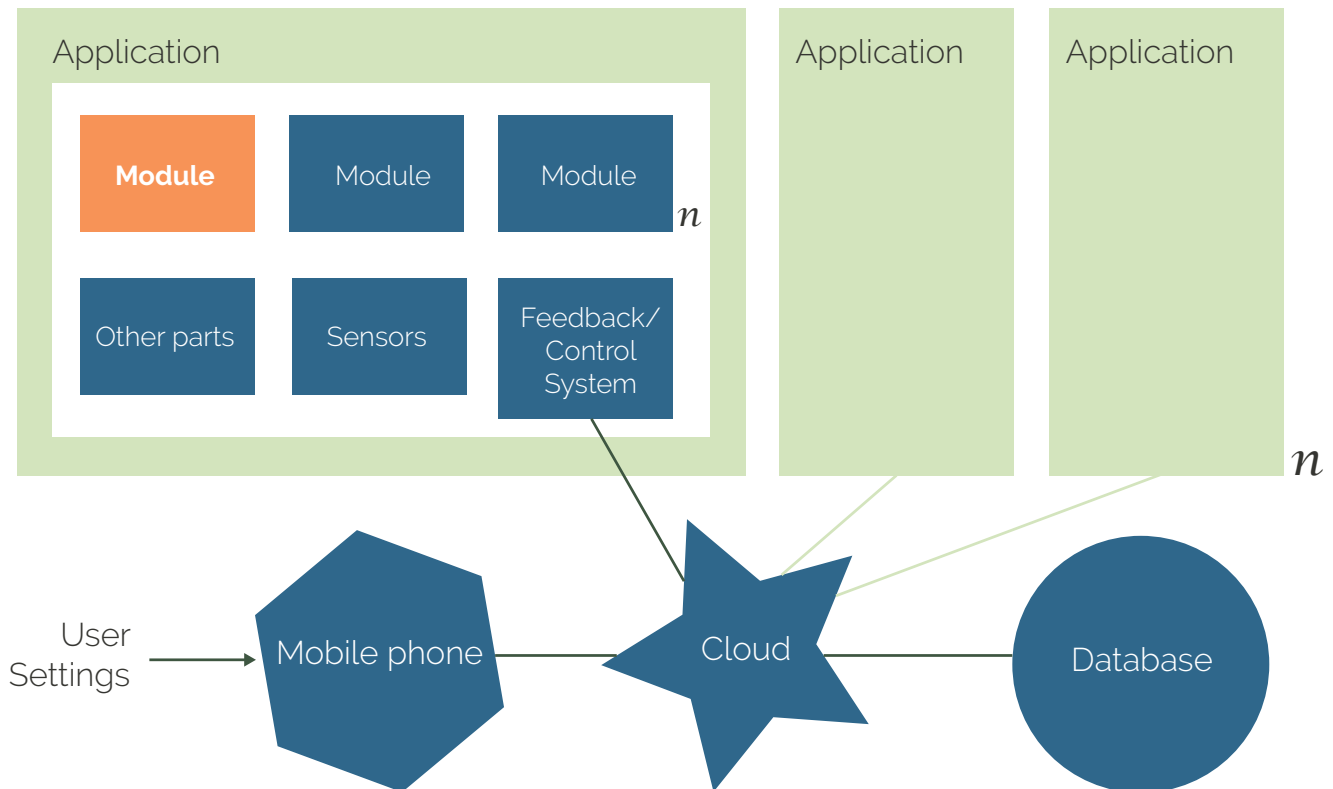 Application
Application
Application
Module
Module
Module
n
Other parts
Sensors
Feedback/
Control
System
n
User
Settings
Mobile phone
Cloud
Database